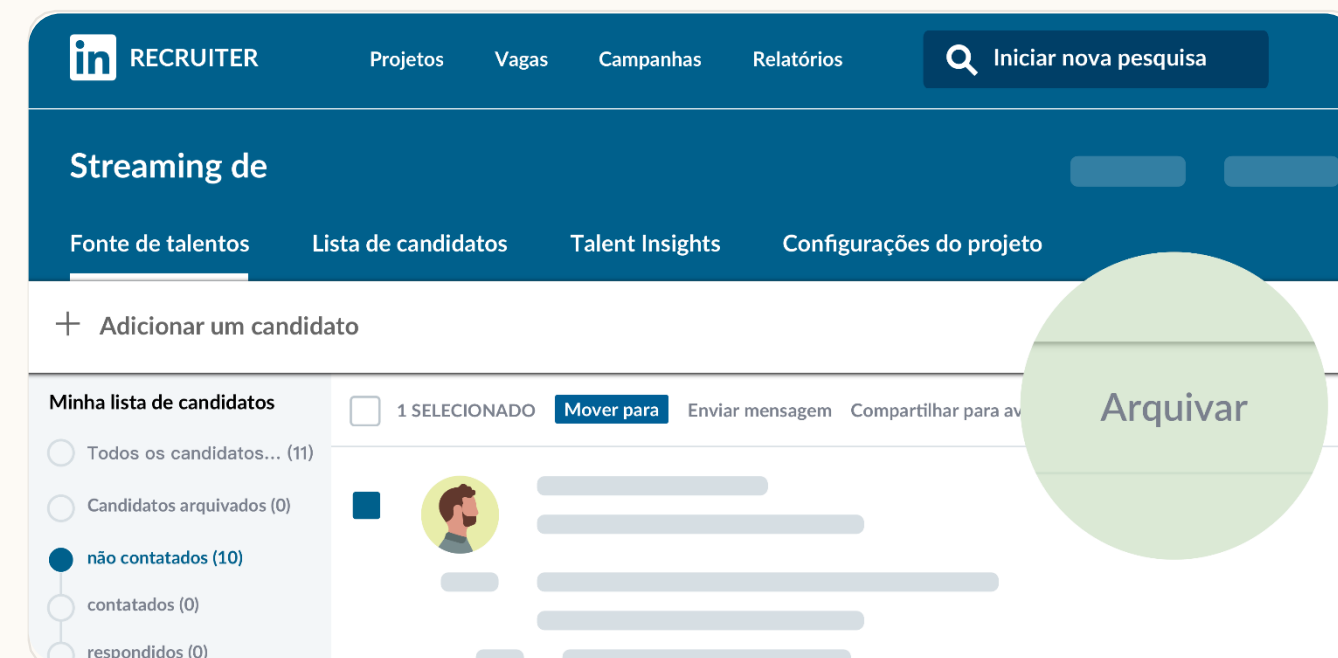 in RECRUITER Projetos Vagas Campanhas Relatórios Iniciar nova pesquisa
Streaming de
Fonte de talentos Lista de candidatos Talent Insights Configurações do projeto
+ Adicionar um candidato
Minha lista de candidatos
Todos os candidatos... (11)
Candidatos arquivados (0)
não contatados (10)
contatados (0)
respondidos (0)
1 SELECIONADO Mover para Enviar mensagem Compartilhar para av
Arquivar